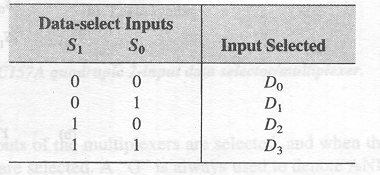 Data-select Inputs
S₁ S₀ Input Selected
0 0 D₀
0 1 D₁
1 0 D₂
1 1 D₃